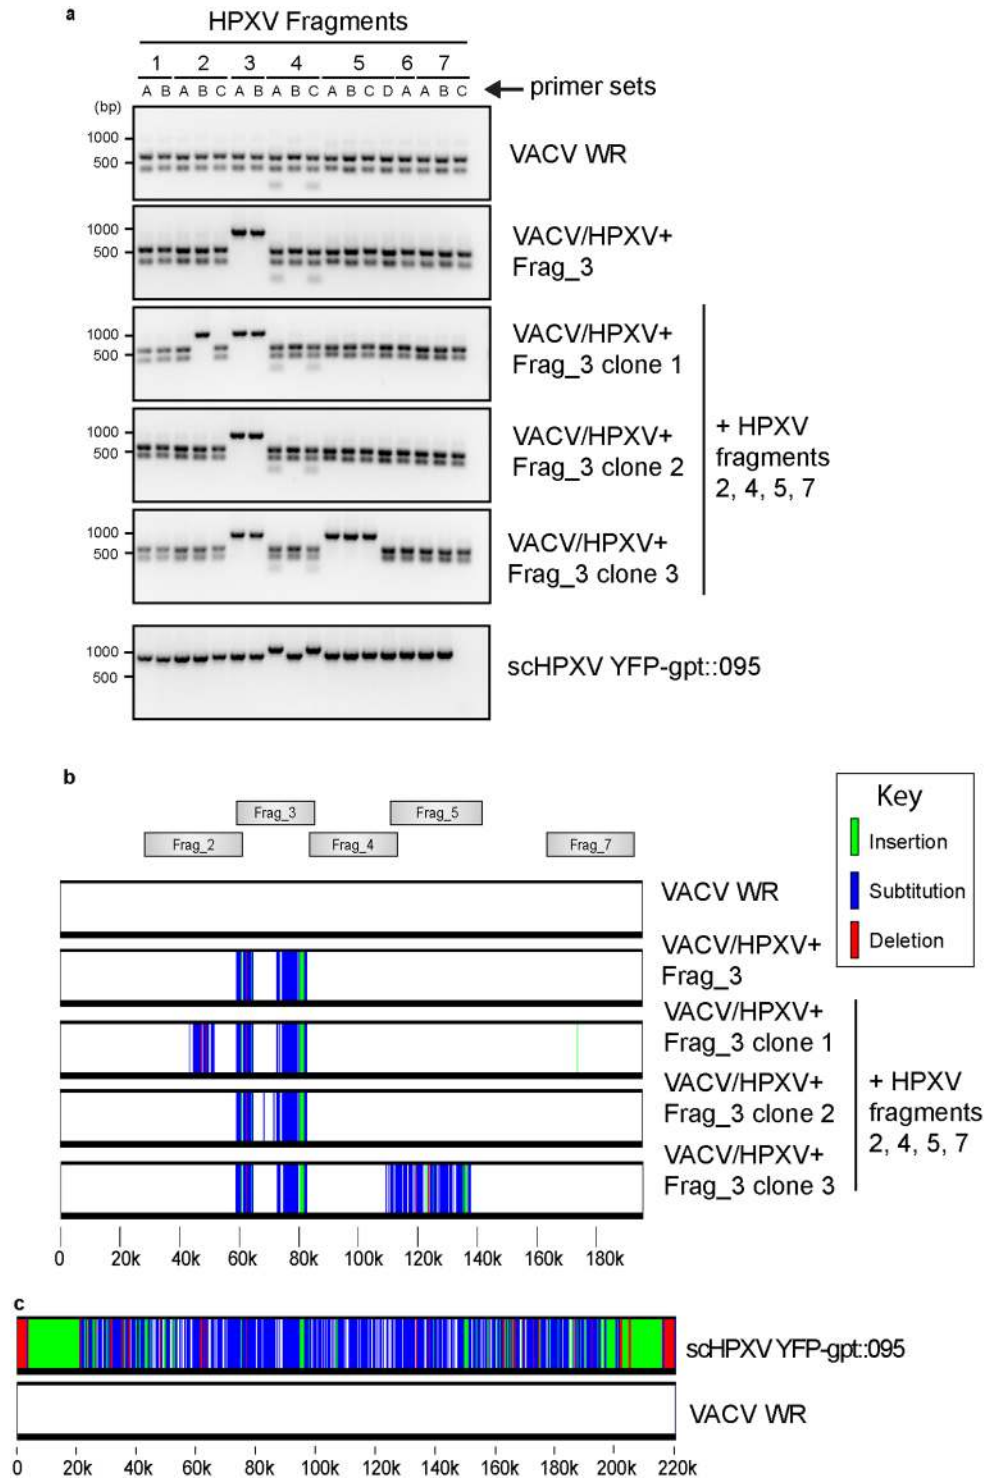 a
HPXV Fragments
1 2 3 4 5 6 7
A B A B C A B A B C A B C D A A B C
primer sets
(bp)
1000
500
VACV WR
1000
500
VACV/HPXV+
Frag_3
1000
500
VACV/HPXV+
Frag_3 clone 1
1000
500
VACV/HPXV+
Frag_3 clone 2
1000
500
VACV/HPXV+
Frag_3 clone 3
+ HPXV
fragments
2, 4, 5, 7
1000
500
scHPXV YFP-gpt::095
b
Frag_3 Frag_5
Frag_2 Frag_4 Frag_7
Key
Insertion
Subtitution
Deletion
VACV WR
VACV/HPXV+
Frag_3
VACV/HPXV+
Frag_3 clone 1
VACV/HPXV+
Frag_3 clone 2
VACV/HPXV+
Frag_3 clone 3
+ HPXV
fragments
2, 4, 5, 7
0 20k 40k 60k 80k 100k 120k 140k 160k 180k
c
scHPXV YFP-gpt::095
VACV WR
0 20k 40k 60k 80k 100k 120k 140k 160k 180k 200k 220k